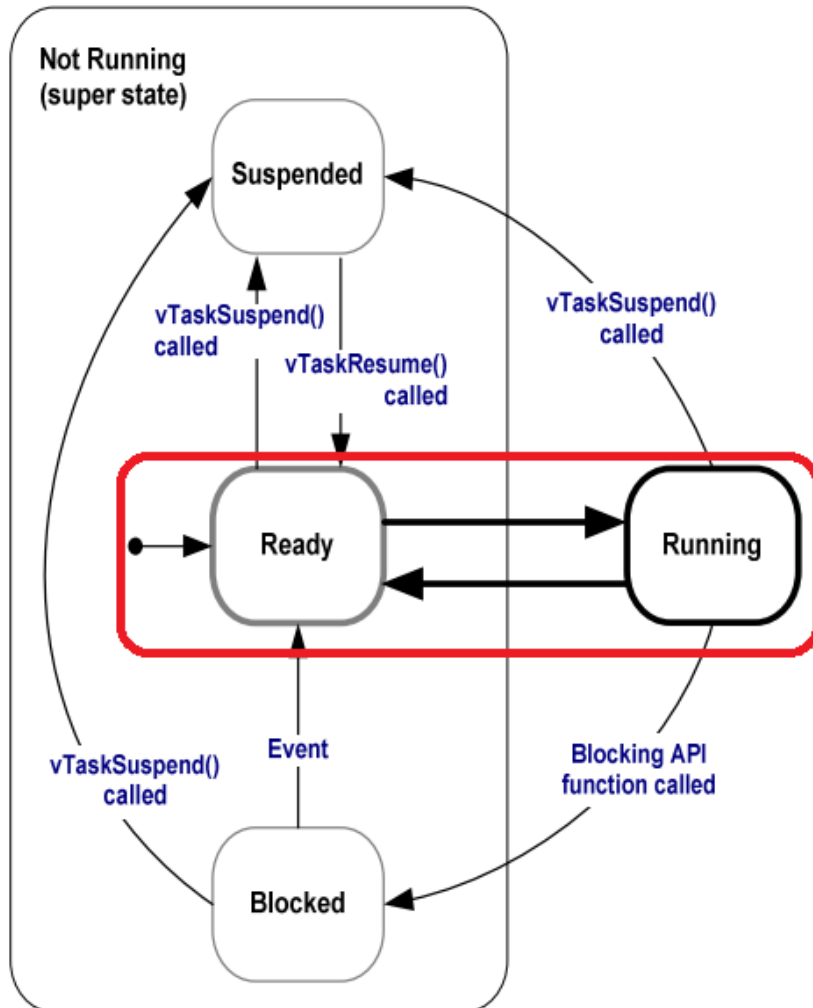 Not Running
(super state)
Suspended
vTaskSuspend()
called
vTaskResume()
called
vTaskSuspend()
called
Ready
Running
Event
vTaskSuspend()
called
Blocking API
function called
Blocked